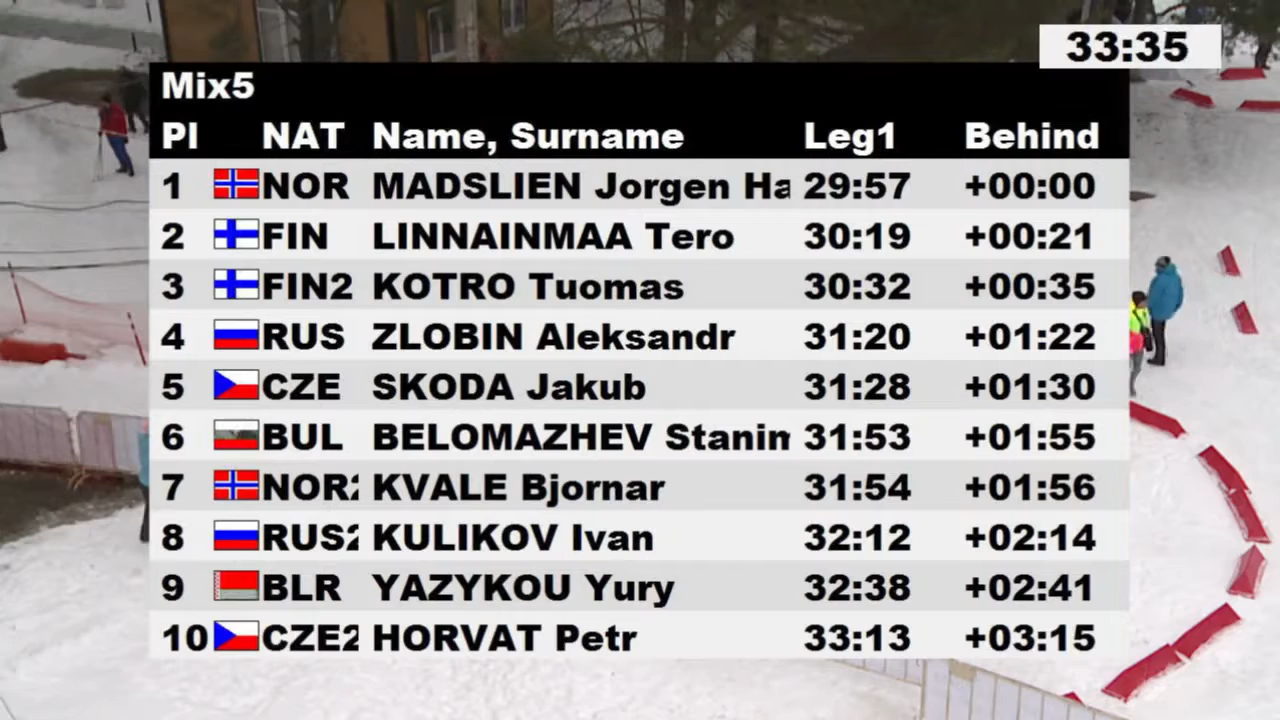 33:35
Mix5
Pl NAT Name, Surname Leg1 Behind
1 NOR MADSLIEN Jorgen Ha 29:57 +00:00
2 FIN LINNAINMAA Tero 30:19 +00:21
3 FIN2 KOTRO Tuomas 30:32 +00:35
4 RUS ZLOBIN Aleksandr 31:20 +01:22
5 CZE SKODA Jakub 31:28 +01:30
6 BUL BELOMAZHEV Stanim 31:53 +01:55
7 NOR2 KVALE Bjornar 31:54 +01:56
8 RUS2 KULIKOV Ivan 32:12 +02:14
9 BLR YAZYKOU Yury 32:38 +02:41
10 CZE2 HORVAT Petr 33:13 +03:15